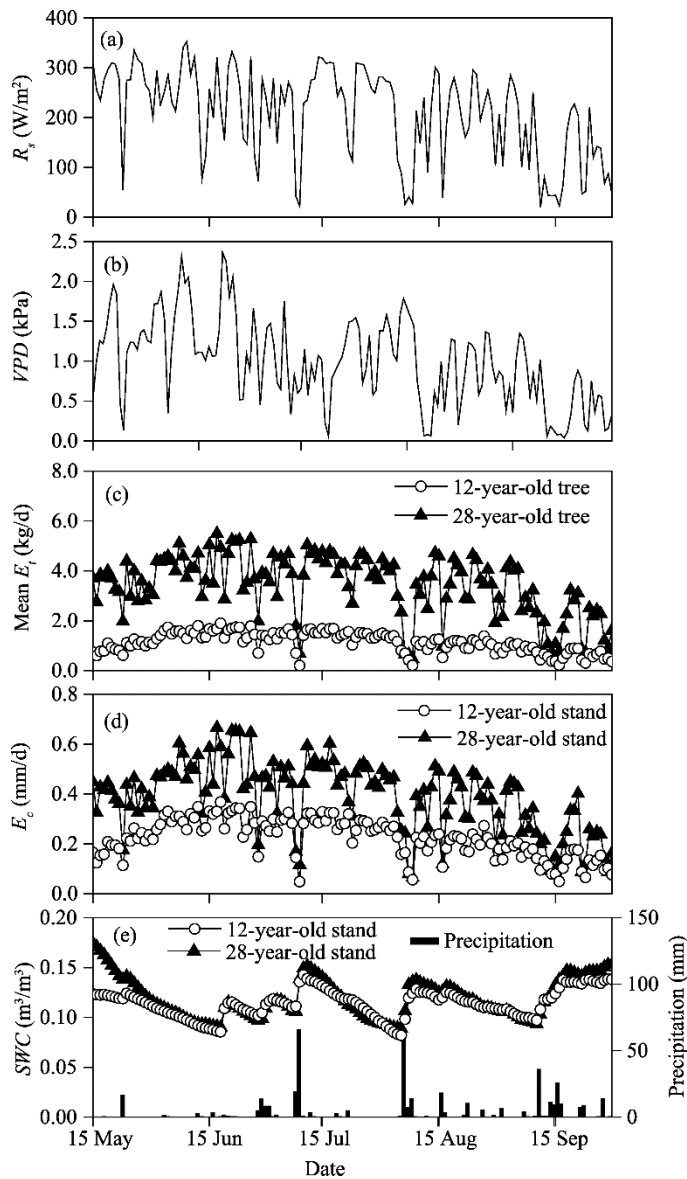 (a)
400
300
200
100
0
R_s (W/m²)
(b)
2.5
2.0
1.5
1.0
0.5
0.0
VPD (kPa)
(c)
8.0
6.0
4.0
2.0
0.0
Mean E_t (kg/d)
12-year-old tree
28-year-old tree
(d)
0.8
0.6
0.4
0.2
0.0
E_c (mm/d)
12-year-old stand
28-year-old stand
(e)
0.20
0.15
0.10
0.05
0.00
SWC (m³/m³)
12-year-old stand
28-year-old stand
Precipitation
150
100
50
0
Precipitation (mm)
15 May
15 Jun
15 Jul
15 Aug
15 Sep
Date